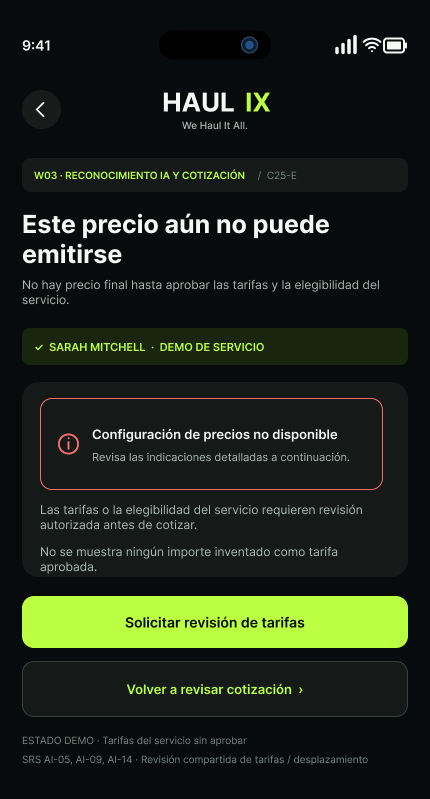 9:41
HAUL IX
We Haul It All.
W03 · RECONOCIMIENTO IA Y COTIZACIÓN / C25-E
Este precio aún no puede
emitirse
No hay precio final hasta aprobar las tarifas y la elegibilidad del
servicio.
✓ SARAH MITCHELL · DEMO DE SERVICIO
Configuración de precios no disponible
Revisa las indicaciones detalladas a continuación.
Las tarifas o la elegibilidad del servicio requieren revisión
autorizada antes de cotizar.
No se muestra ningún importe inventado como tarifa
aprobada.
Solicitar revisión de tarifas
Volver a revisar cotización ›
ESTADO DEMO · Tarifas del servicio sin aprobar
SRS AI-05, AI-09, AI-14 · Revisión compartida de tarifas / desplazamiento